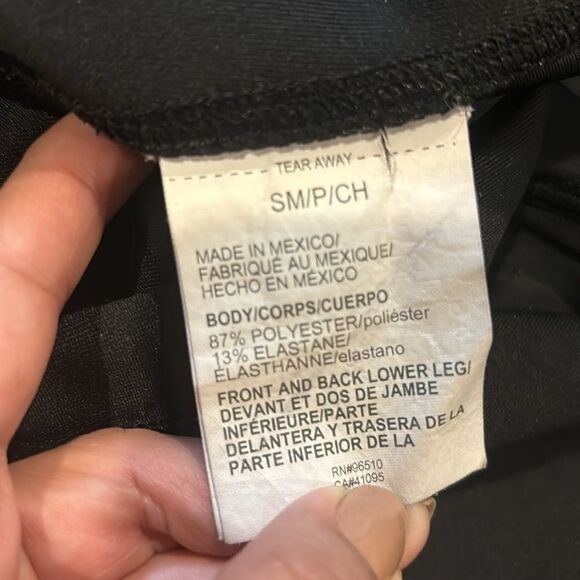 TEAR AWAY
SM/P/CH
MADE IN MEXICO/
FABRIQUÉ AU MEXIQUE/
HECHO EN MÉXICO
BODY/CORPS/CUERPO
87% POLYESTER/poliéster
13% ELASTANE/
ÉLASTHANNE/elastano
FRONT AND BACK LOWER LEG/
DEVANT ET DOS DE JAMBE
INFÉRIEURE/PARTE
DELANTERA Y TRASERA DE LA
PARTE INFERIOR DE LA
RN#96510
CA#41095